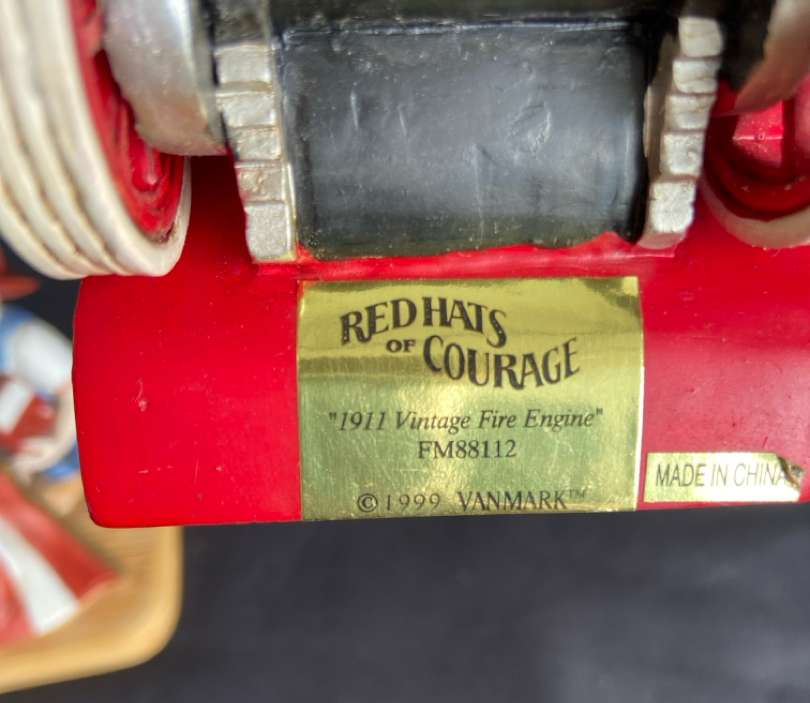 RED HATS
OF COURAGE
"1911 Vintage Fire Engine"
FM88112
© 1999 VANMARK™
MADE IN CHINA